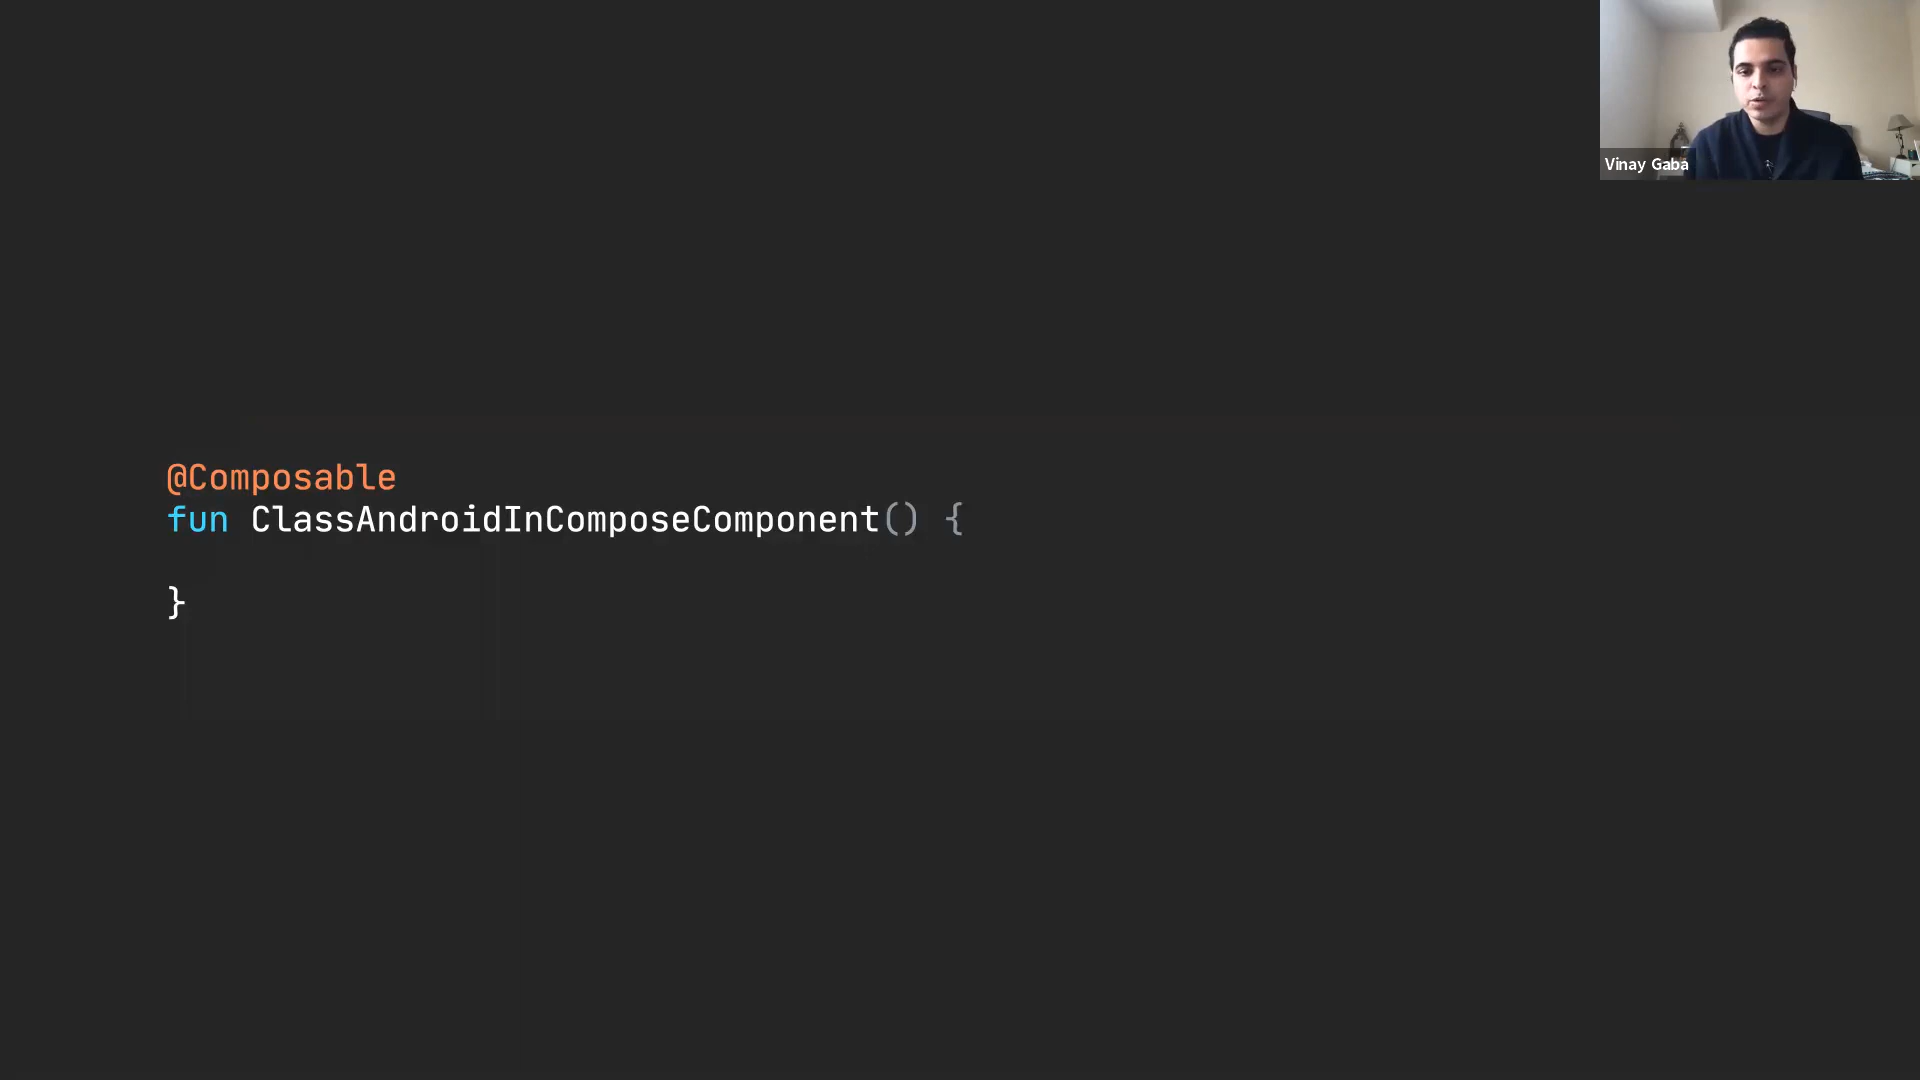 Vinay Gaba
@Composable
fun ClassAndroidInComposeComponent() {
}